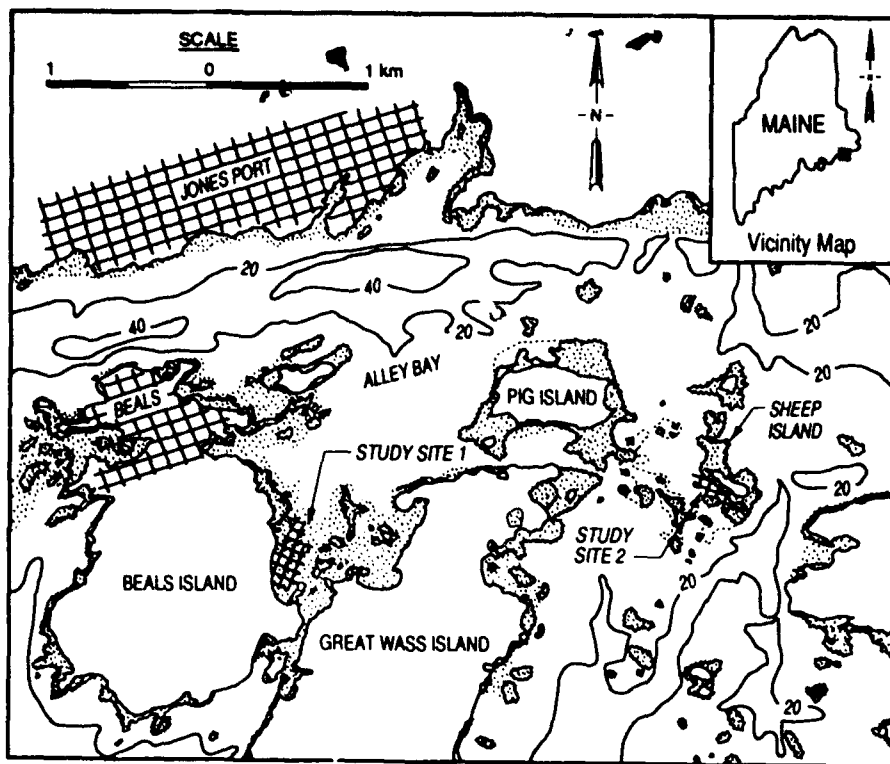 SCALE
1 0 1 km
N
MAINE
Vicinity Map
JONES PORT
20
40
20
40
20
20
ALLEY BAY
BEALS
PIG ISLAND
SHEEP
ISLAND
STUDY SITE 1
20
STUDY
SITE 2
20
BEALS ISLAND
GREAT WASS ISLAND
20